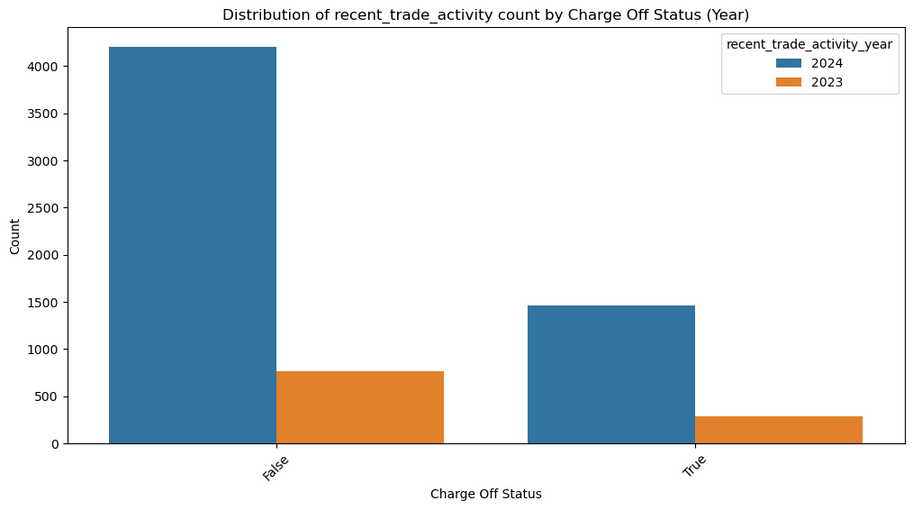 Distribution of recent_trade_activity count by Charge Off Status (Year)
recent_trade_activity_year
2024
2023
4000
3500
3000
2500
2000
1500
1000
500
0
Count
False
True
Charge Off Status